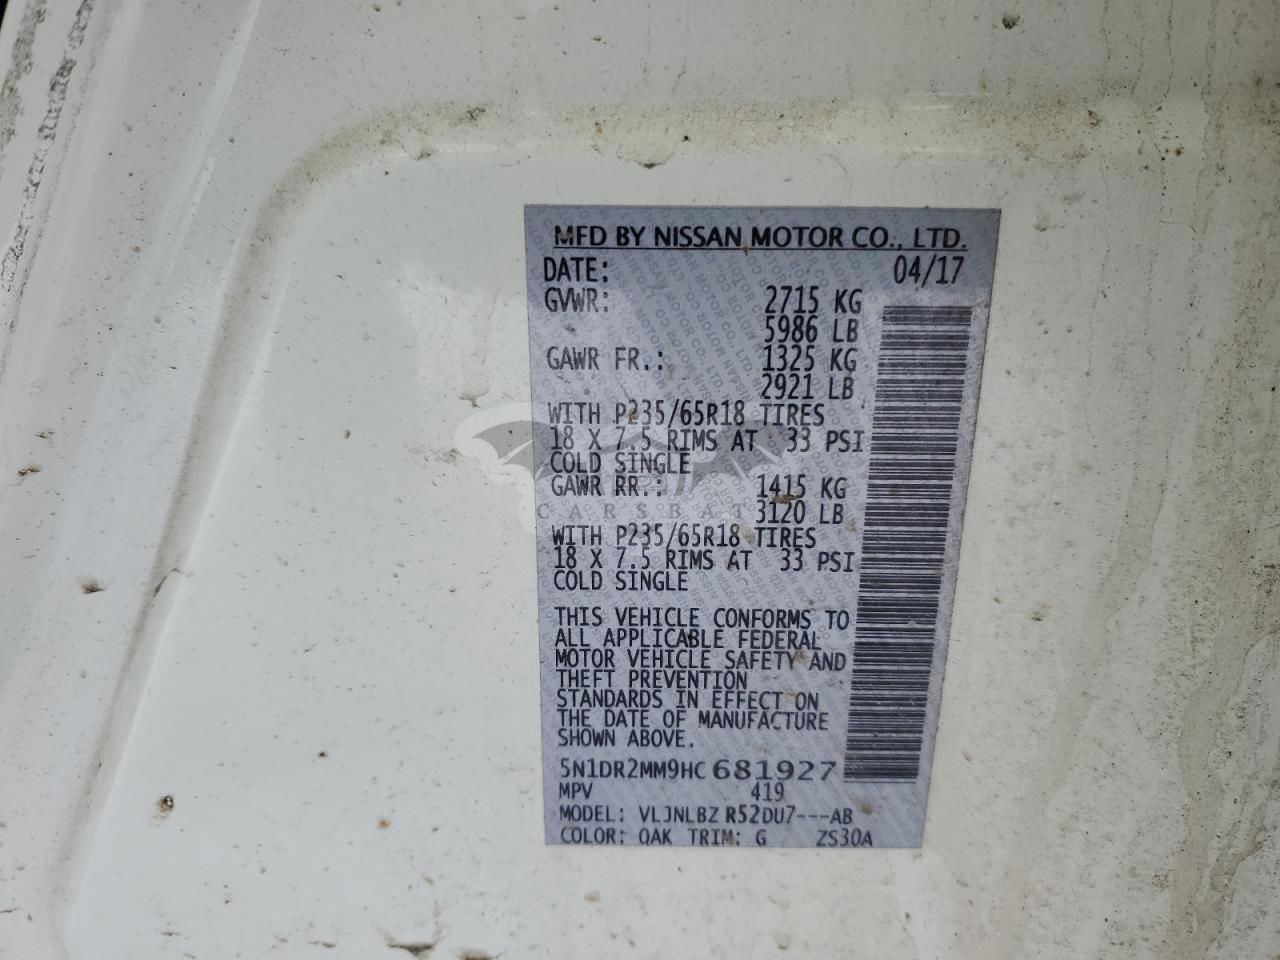 MFD BY NISSAN MOTOR CO., LTD.
DATE: 04/17
GVWR: 2715 KG
5986 LB
GAWR FR.: 1325 KG
2921 LB
WITH P235/65R18 TIRES
18 X 7.5 RIMS AT 33 PSI
COLD SINGLE
GAWR RR.: 1415 KG
CARSBAT
3120 LB
WITH P235/65R18 TIRES
18 X 7.5 RIMS AT 33 PSI
COLD SINGLE
THIS VEHICLE CONFORMS TO
ALL APPLICABLE FEDERAL
MOTOR VEHICLE SAFETY AND
THEFT PREVENTION
STANDARDS IN EFFECT ON
THE DATE OF MANUFACTURE
SHOWN ABOVE.
5N1DR2MM9HC 681927
MPV 419
MODEL: VLJNLBZ R52DU7---AB
COLOR: QAK TRIM: G ZS30A